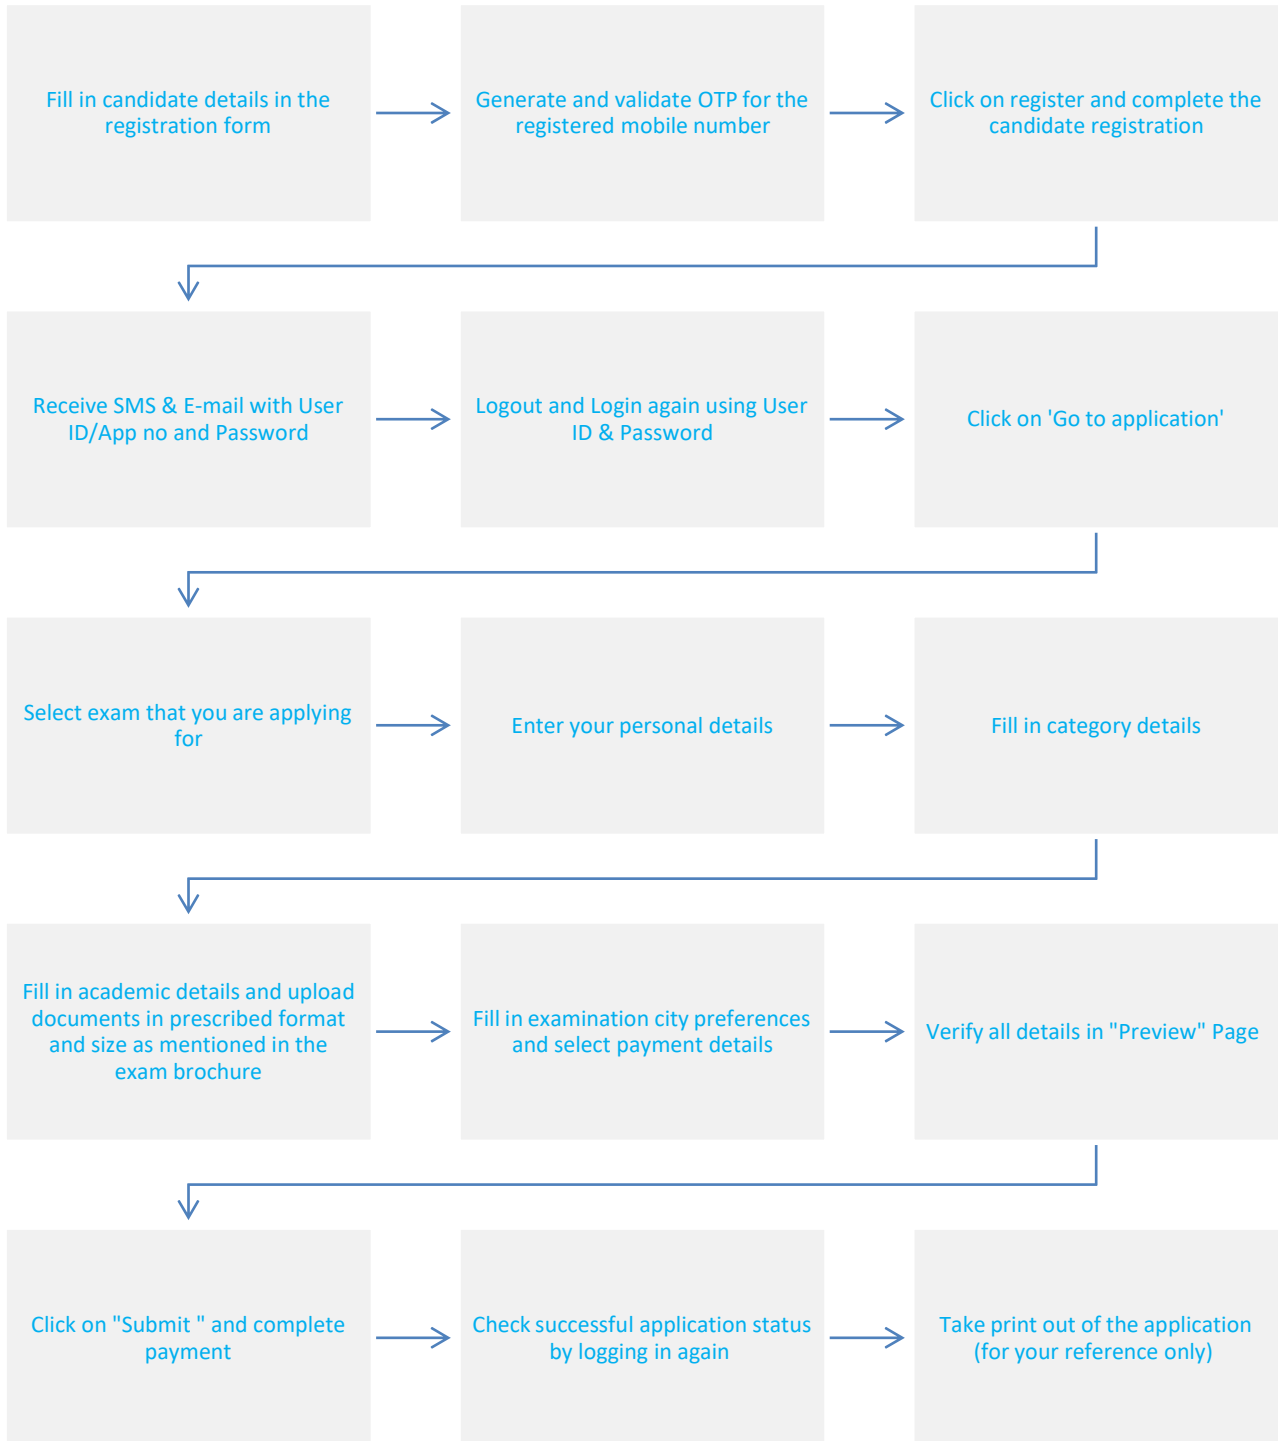 Fill in candidate details in the
registration form
Generate and validate OTP for the
registered mobile number
Click on register and complete the
candidate registration
Receive SMS & E-mail with User
ID/App no and Password
Logout and Login again using User
ID & Password
Click on 'Go to application'
Select exam that you are applying
for
Enter your personal details
Fill in category details
Fill in academic details and upload
documents in prescribed format
and size as mentioned in the
exam brochure
Fill in examination city preferences
and select payment details
Verify all details in "Preview" Page
Click on "Submit " and complete
payment
Check successful application status
by logging in again
Take print out of the application
(for your reference only)